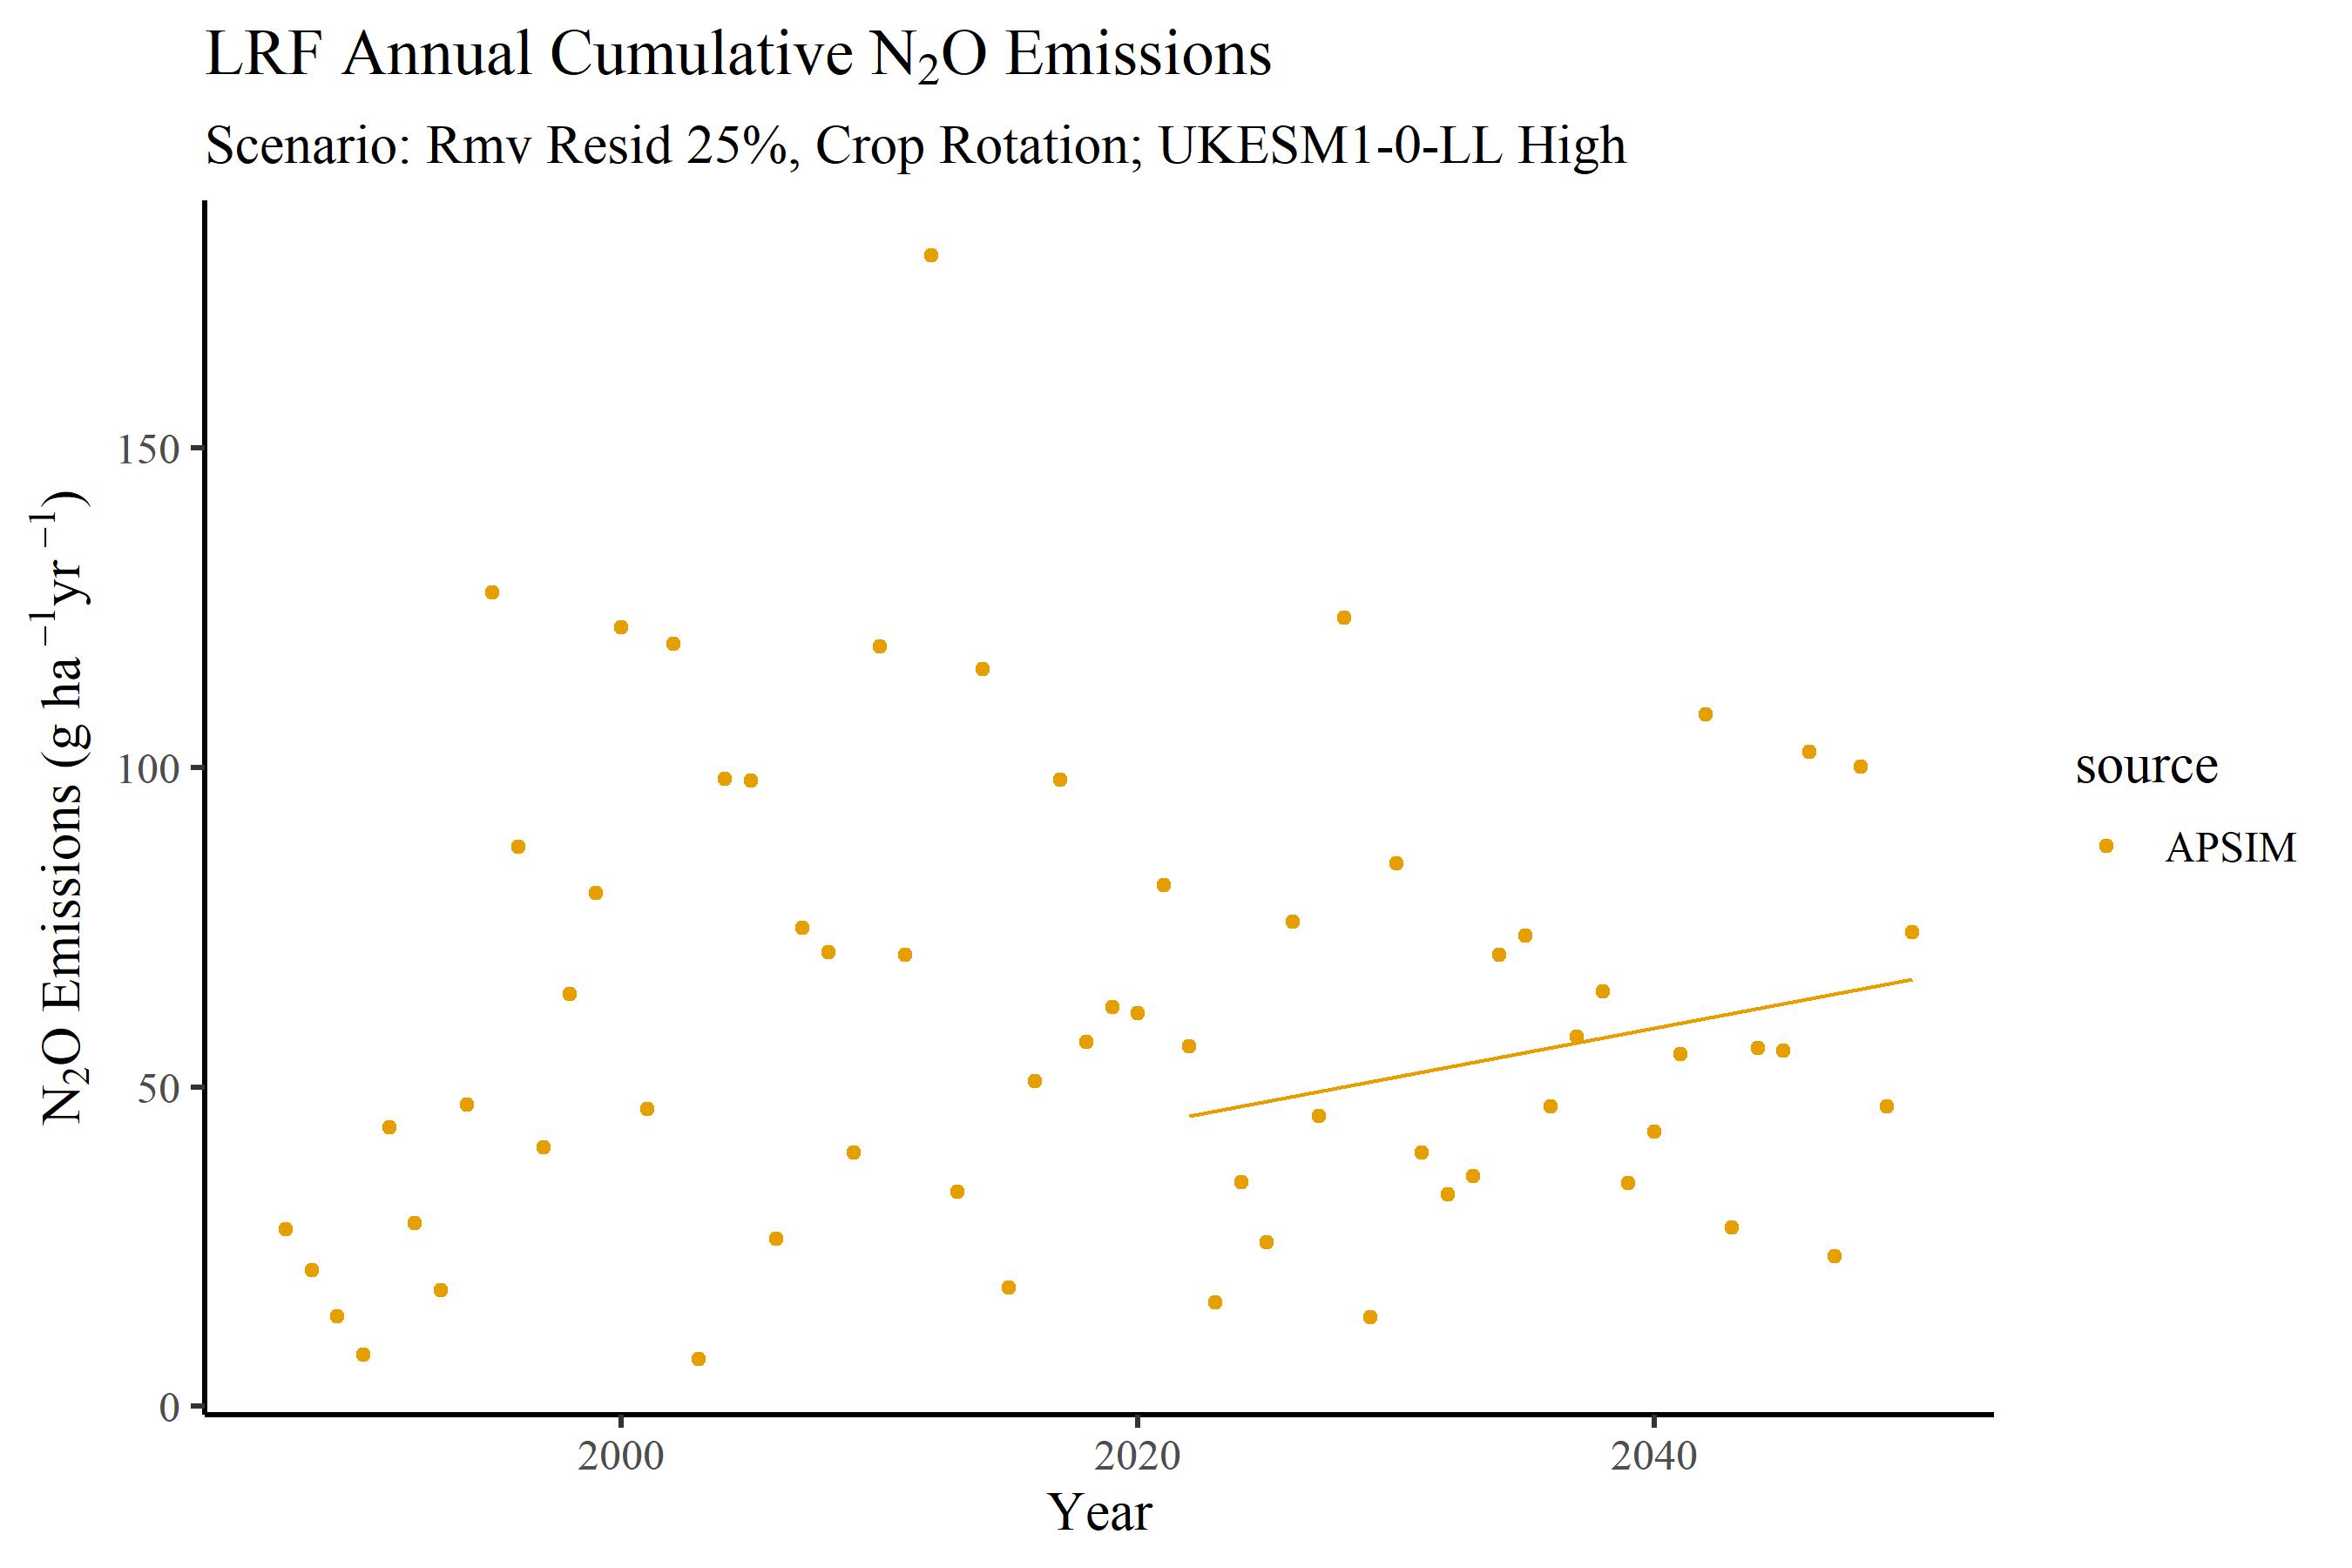 LRF Annual Cumulative N₂O Emissions
Scenario: Rmv Resid 25%, Crop Rotation; UKESM1-0-LL High
N₂O Emissions (g ha ⁻¹yr ⁻¹)
150
100
50
0
2000 2020 2040
Year
source
APSIM